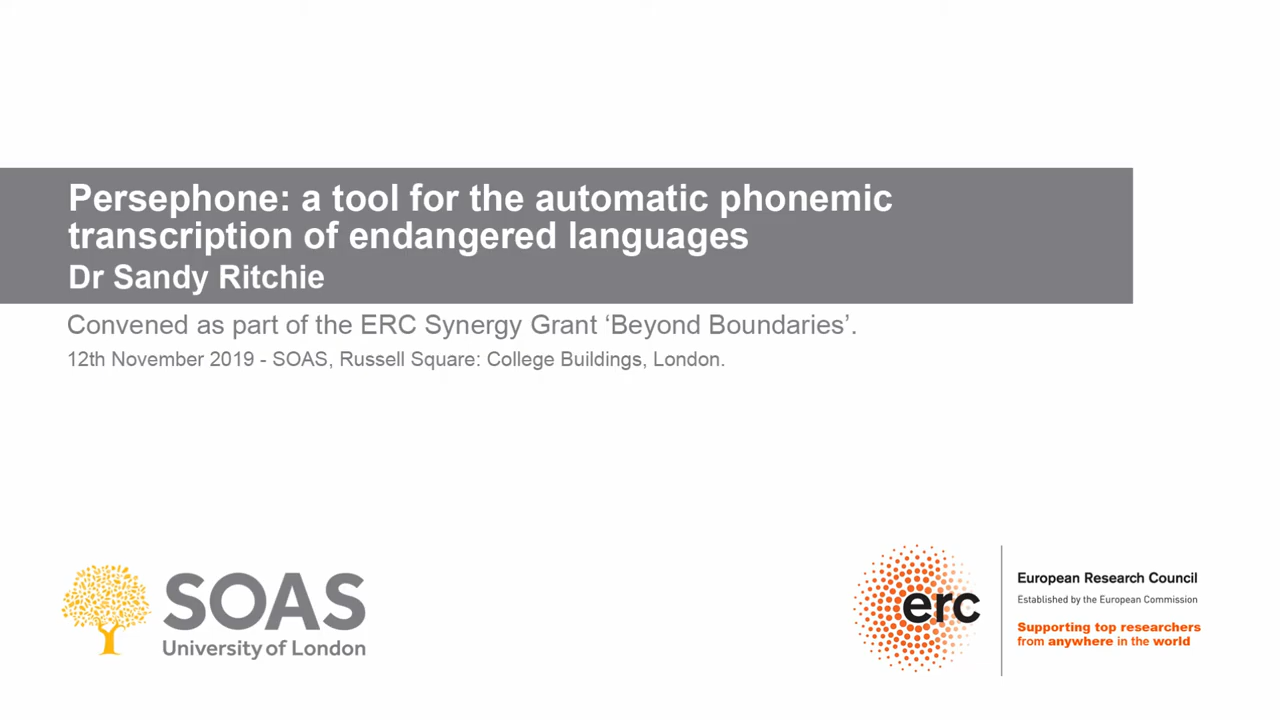 Persephone: a tool for the automatic phonemic
transcription of endangered languages
Dr Sandy Ritchie
Convened as part of the ERC Synergy Grant ‘Beyond Boundaries’.
12th November 2019 - SOAS, Russell Square: College Buildings, London.
SOAS
University of London
erc
European Research Council
Established by the European Commission
Supporting top researchers
from anywhere in the world